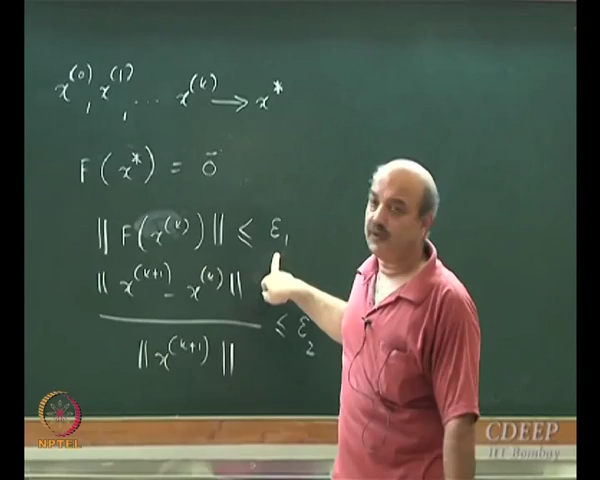 x^(0), x^(1), ... x^(k) → x*
F(x*) = 0̄
‖F(x^(k))‖ ≤ ε₁
‖x^(k+1) - x^(k)‖
‖x^(k+1)‖ ≤ ε₂
NPTEL
CDEEP
IIT Bombay